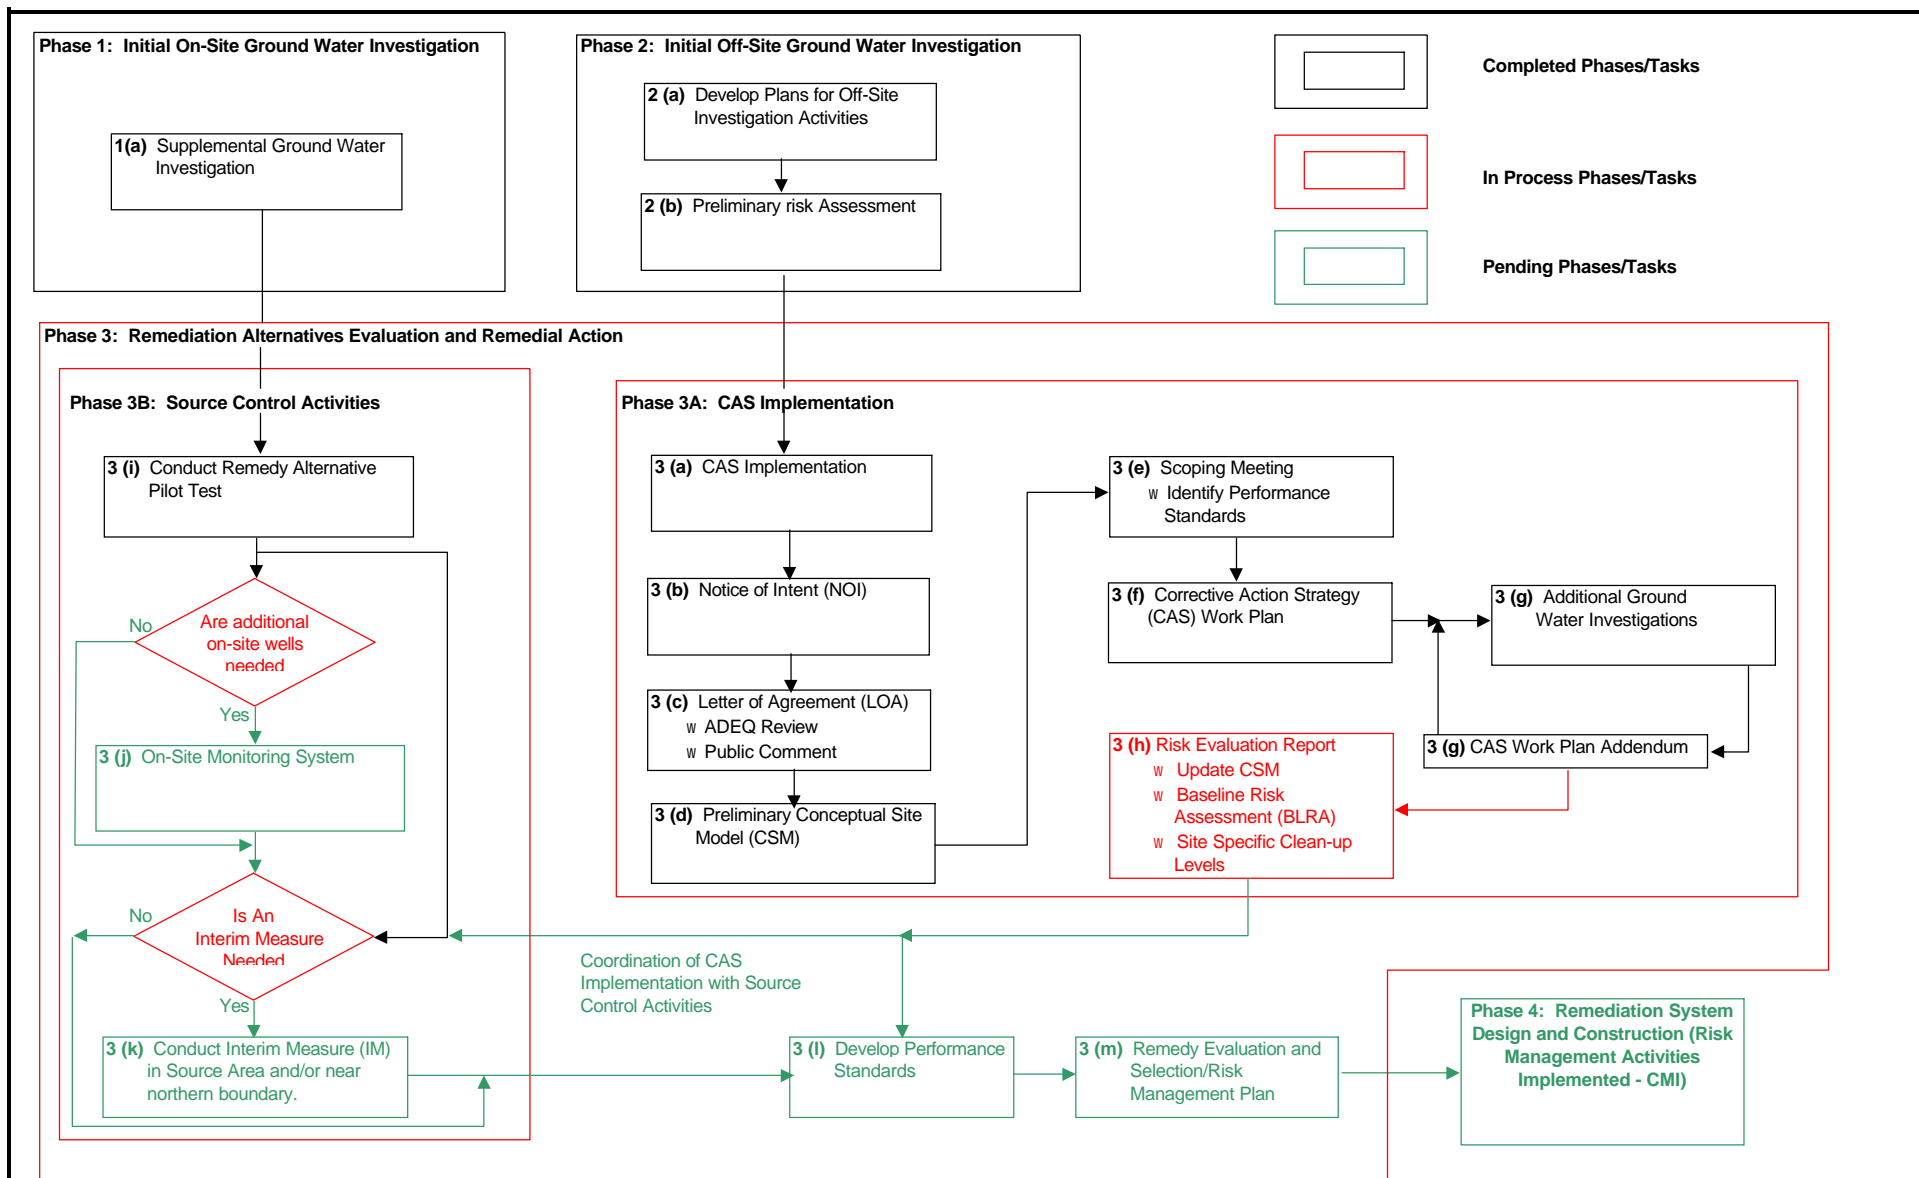 Phase 1: Initial On-Site Ground Water Investigation
1(a) Supplemental Ground Water
Investigation
Phase 2: Initial Off-Site Ground Water Investigation
2 (a) Develop Plans for Off-Site
Investigation Activities
2 (b) Preliminary risk Assessment
Completed Phases/Tasks
In Process Phases/Tasks
Pending Phases/Tasks
Phase 3: Remediation Alternatives Evaluation and Remedial Action
Phase 3B: Source Control Activities
3 (i) Conduct Remedy Alternative
Pilot Test
Are additional
on-site wells
needed
No
Yes
3 (j) On-Site Monitoring System
Is An
Interim Measure
Needed
No
Yes
3 (k) Conduct Interim Measure (IM)
in Source Area and/or near
northern boundary.
Phase 3A: CAS Implementation
3 (a) CAS Implementation
3 (b) Notice of Intent (NOI)
3 (c) Letter of Agreement (LOA)
w ADEQ Review
w Public Comment
3 (d) Preliminary Conceptual Site
Model (CSM)
3 (e) Scoping Meeting
w Identify Performance
Standards
3 (f) Corrective Action Strategy
(CAS) Work Plan
3 (g) Additional Ground
Water Investigations
3 (g) CAS Work Plan Addendum
3 (h) Risk Evaluation Report
w Update CSM
w Baseline Risk
Assessment (BLRA)
w Site Specific Clean-up
Levels
Coordination of CAS
Implementation with Source
Control Activities
3 (l) Develop Performance
Standards
3 (m) Remedy Evaluation and
Selection/Risk
Management Plan
Phase 4: Remediation System
Design and Construction (Risk
Management Activities
Implemented - CMI)